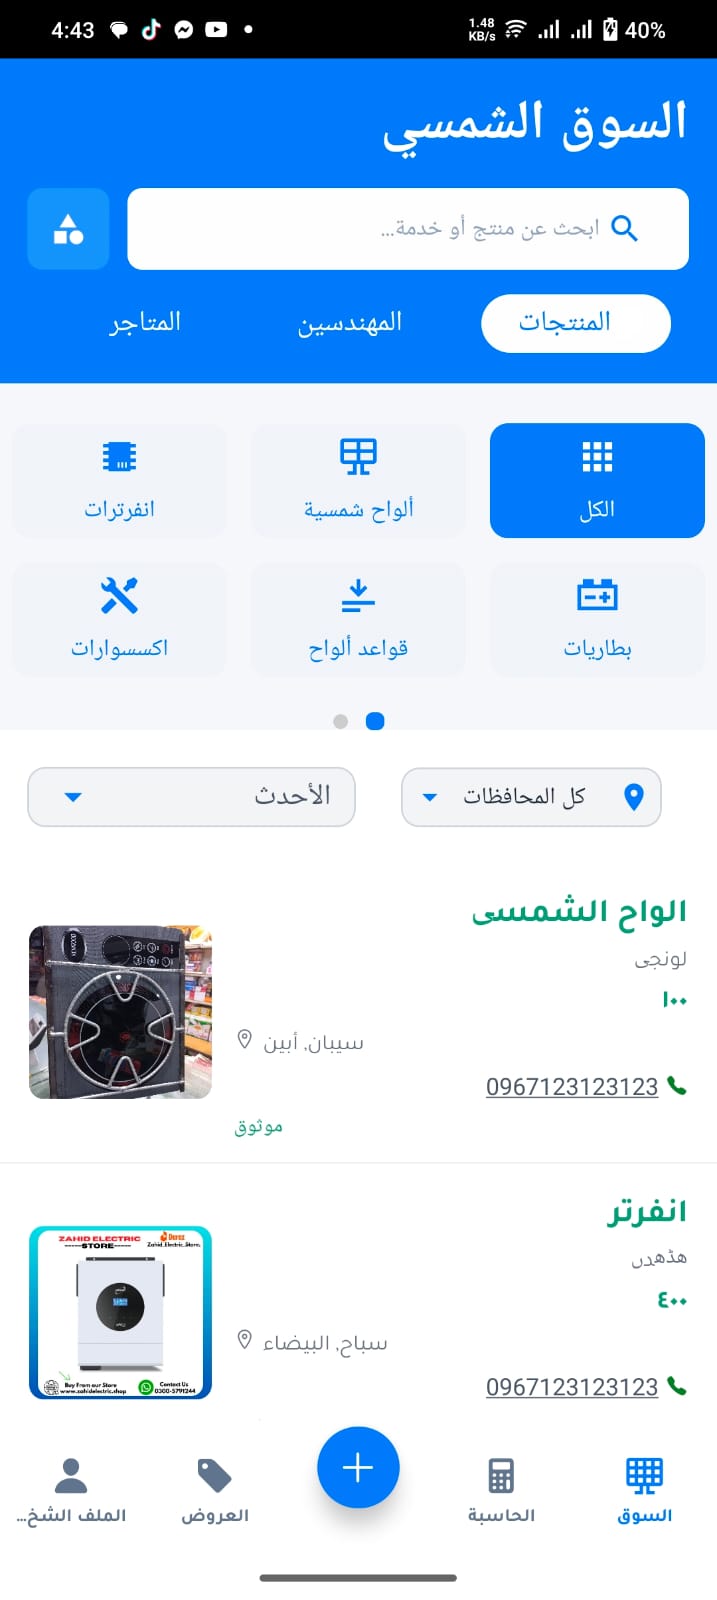 4:43
1.48 KB/s
40%
السوق الشمسي
ابحث عن منتج أو خدمة...
المنتجات
المهندسين
المتاجر
الكل
ألواح شمسية
انفرترات
بطاريات
قواعد ألواح
اكسسوارات
كل المحافظات
الأحدث
الواح الشمسى
لونجى
١٠٠
سيبان, أبين
0967123123123
موثوق
انفرتر
٤٠٠
سباح, البيضاء
0967123123123
ZAHID ELECTRIC
-----STORE-----
Zahid_Electric_Store.
Buy From our Store
www.zahidelectric.shop
Contact Us
0300-5791244
السوق
الحاسبة
العروض
الملف الشخ...